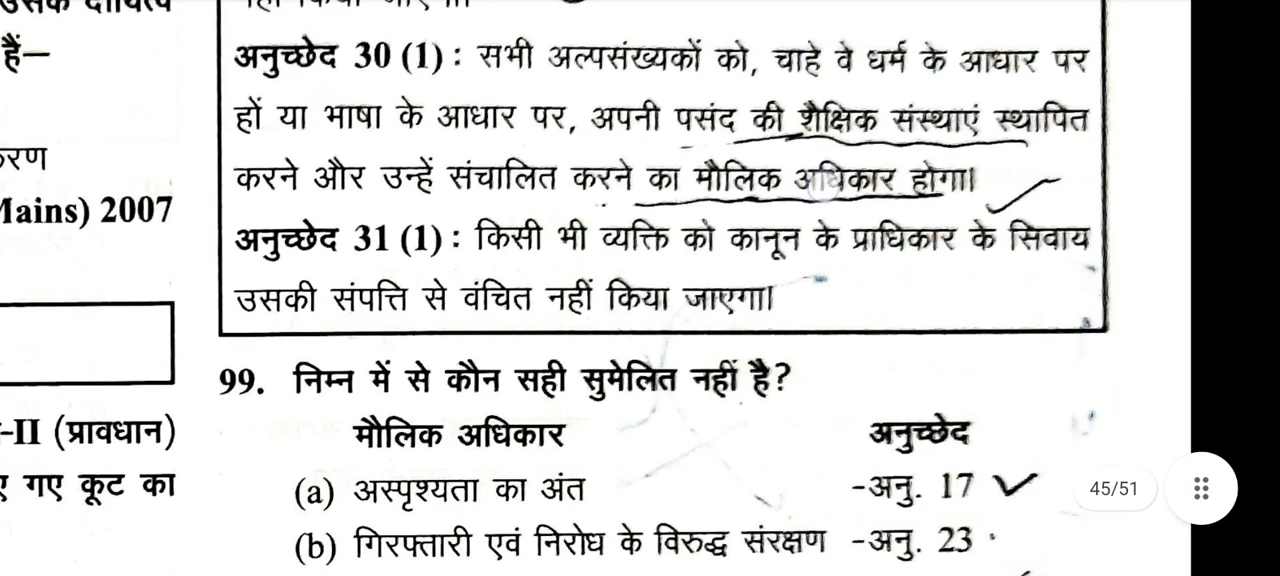 हैं—
करण
Mains) 2007
-II (प्रावधान)
गए कूट का
अनुच्छेद 30 (1) : सभी अल्पसंख्यकों को, चाहे वे धर्म के आधार पर
हों या भाषा के आधार पर, अपनी पसंद की शैक्षिक संस्थाएं स्थापित
करने और उन्हें संचालित करने का मौलिक अधिकार होगा।
अनुच्छेद 31 (1) : किसी भी व्यक्ति को कानून के प्राधिकार के सिवाय
उसकी संपत्ति से वंचित नहीं किया जाएगा।
99. निम्न में से कौन सही सुमेलित नहीं है?
मौलिक अधिकार अनुच्छेद
(a) अस्पृश्यता का अंत -अनु. 17
(b) गिरफ्तारी एवं निरोध के विरुद्ध संरक्षण -अनु. 23
45/51